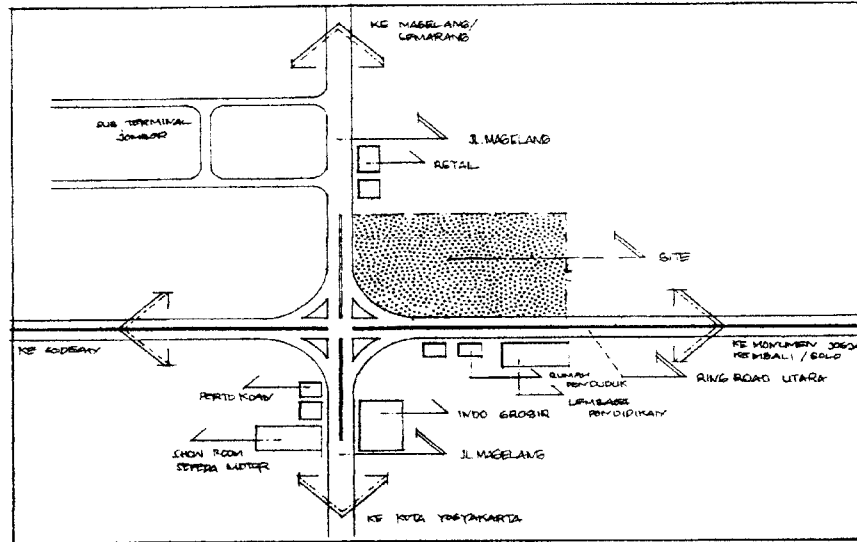 KE MAGELANG/
SEMARANG
SUB TERMINAL
JOMBOR
JL. MAGELANG
RETAIL
SITE
KE GODEAN
KE MONUMEN JOGJA
KEMBALI / SOLO
RUMAH
PENDUDUK
RING ROAD UTARA
LEMBAGA
PENDIDIKAN
PERTOKOAN
INDO GROSIR
SHOW ROOM
SEPEDA MOTOR
JL. MAGELANG
KE KOTA YOGYAKARTA